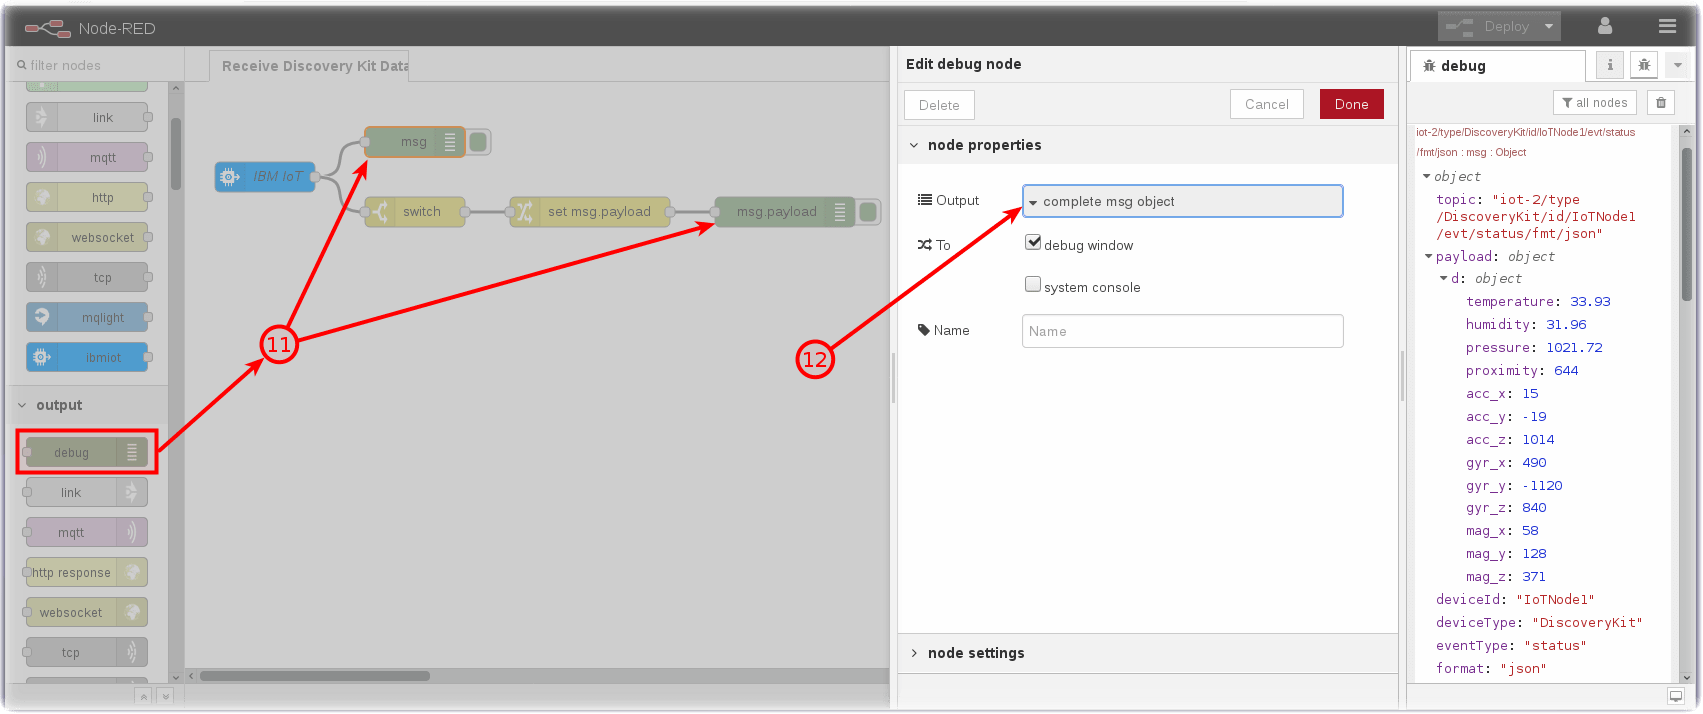 Node-RED
Deploy
filter nodes
link
mqtt
http
websocket
tcp
mqlight
ibmiot
output
debug
link
mqtt
http response
websocket
tcp
Receive Discovery Kit Data
msg
IBM IoT
switch
set msg.payload
msg.payload
11
12
Edit debug node
Delete
Cancel
Done
node properties
Output
complete msg object
To
debug window
system console
Name
Name
node settings
debug
i
all nodes
iot-2/type/DiscoveryKit/id/IoTNode1/evt/status
/fmt/json : msg : Object
object
topic: "iot-2/type
/DiscoveryKit/id/IoTNode1
/evt/status/fmt/json"
payload: object
d: object
temperature: 33.93
humidity: 31.96
pressure: 1021.72
proximity: 644
acc_x: 15
acc_y: -19
acc_z: 1014
gyr_x: 490
gyr_y: -1120
gyr_z: 840
mag_x: 58
mag_y: 128
mag_z: 371
deviceId: "IoTNode1"
deviceType: "DiscoveryKit"
eventType: "status"
format: "json"